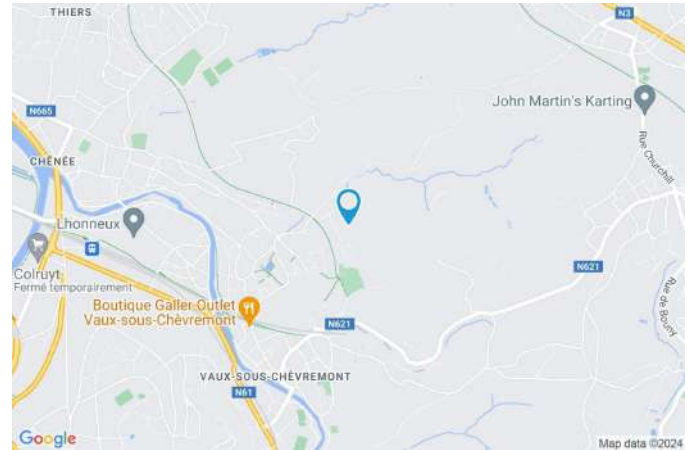 THIERS
N3
John Martin's Karting
N665
Rue Churchill
CHÊNÉE
Lhonneux
Colruyt
Fermé temporairement
N621
Rue de Bouny
Boutique Galler Outlet
Vaux-sous-Chèvremont
N621
VAUX-SOUS-CHÈVREMONT
N61
Google
Map data ©2024